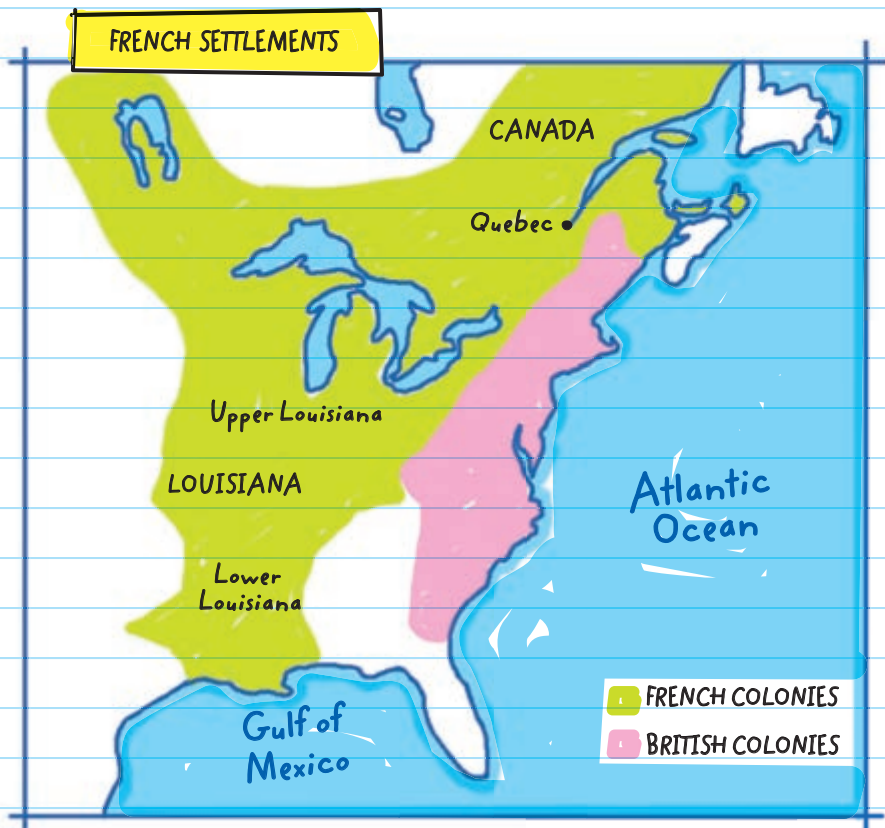 FRENCH SETTLEMENTS
CANADA
Quebec
Upper Louisiana
LOUISIANA
Atlantic
Ocean
Lower
Louisiana
FRENCH COLONIES
Gulf of
Mexico
BRITISH COLONIES